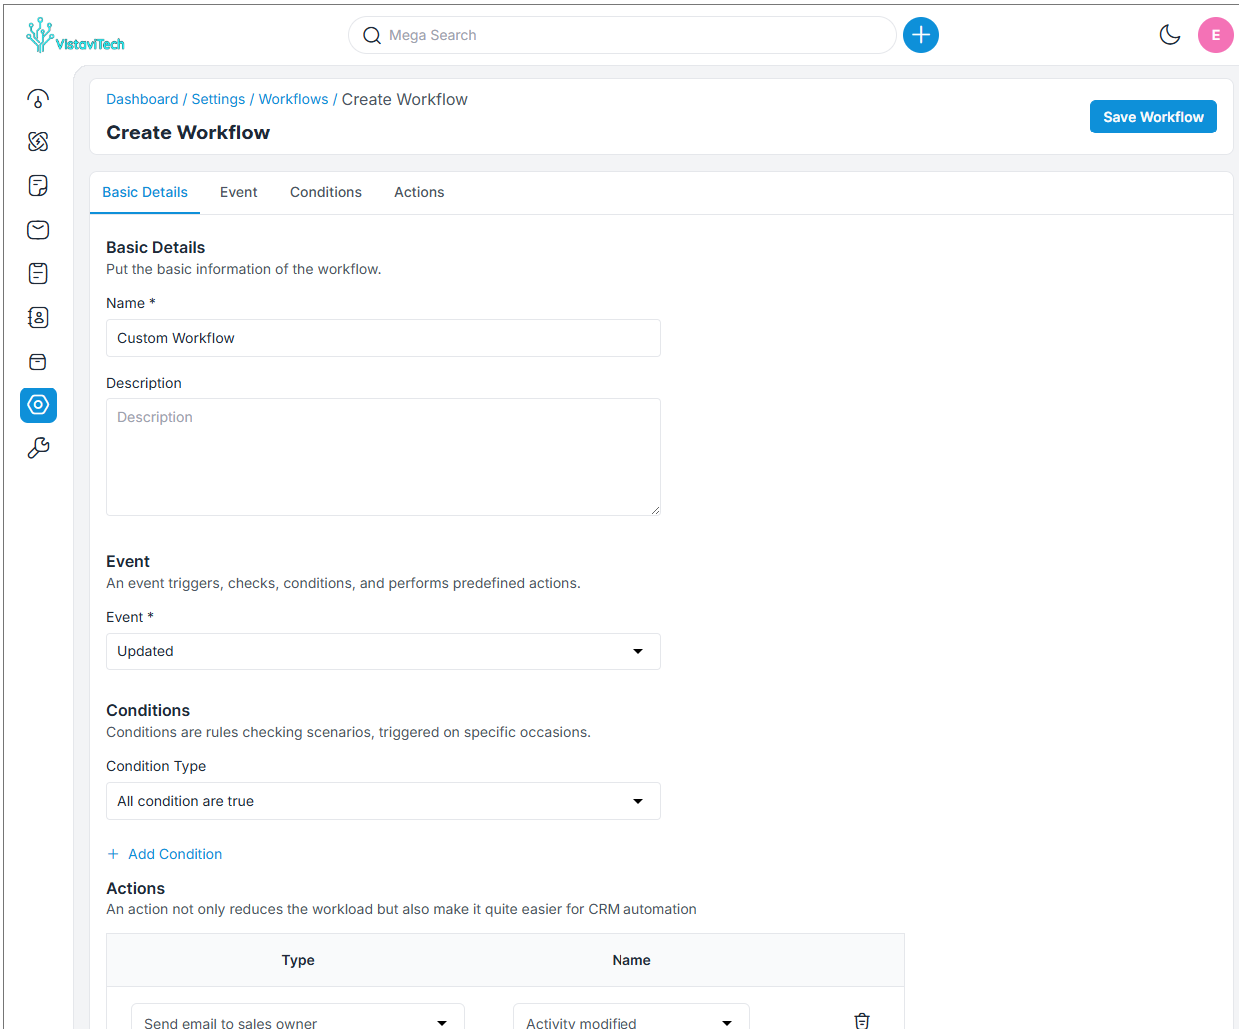 VistaviTech
Mega Search
E
Dashboard / Settings / Workflows / Create Workflow
Create Workflow
Save Workflow
Basic Details
Event
Conditions
Actions
Basic Details
Put the basic information of the workflow.
Name *
Custom Workflow
Description
Description
Event
An event triggers, checks, conditions, and performs predefined actions.
Event *
Updated
Conditions
Conditions are rules checking scenarios, triggered on specific occasions.
Condition Type
All condition are true
+ Add Condition
Actions
An action not only reduces the workload but also make it quite easier for CRM automation
Type
Name
Send email to sales owner
Activity modified